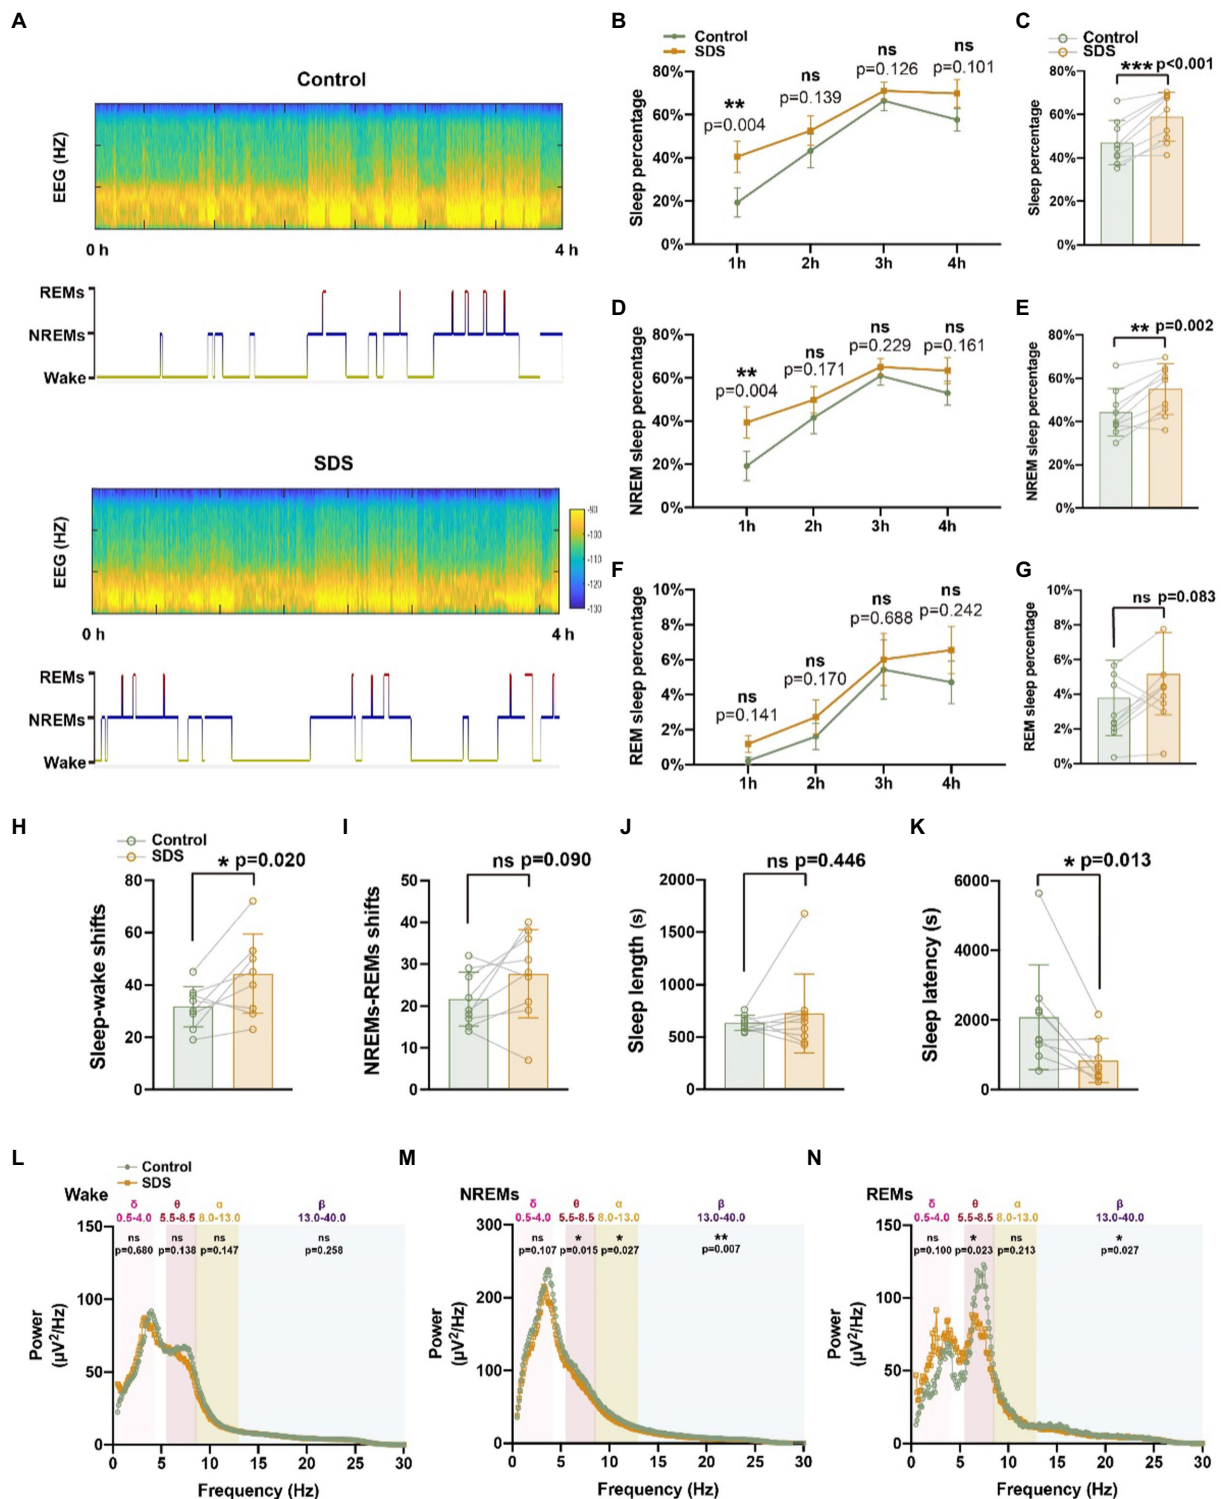 A
Control
EEG (HZ)
0 h
4 h
REMs
NREMs
Wake
SDS
EEG (HZ)
-90
-100
-110
-120
-130
0 h
4 h
REMs
NREMs
Wake
B
Control
SDS
Sleep percentage
80%
60%
40%
20%
0%
**
p=0.004
ns
p=0.139
ns
p=0.126
ns
p=0.101
1h
2h
3h
4h
C
Control
SDS
*** p<0.001
Sleep percentage
80%
60%
40%
20%
0%
D
NREM sleep percentage
80%
60%
40%
20%
0%
**
p=0.004
ns
p=0.171
ns
p=0.229
ns
p=0.161
1h
2h
3h
4h
E
** p=0.002
NREM sleep percentage
80%
60%
40%
20%
0%
F
REM sleep percentage
10%
8%
6%
4%
2%
0%
ns
p=0.141
ns
p=0.170
ns
p=0.688
ns
p=0.242
1h
2h
3h
4h
G
ns p=0.083
REM sleep percentage
10%
8%
6%
4%
2%
0%
H
Control
SDS
* p=0.020
Sleep-wake shifts
80
60
40
20
0
I
ns p=0.090
NREMs-REMs shifts
50
40
30
20
10
0
J
ns p=0.446
Sleep length (s)
2000
1500
1000
500
0
K
* p=0.013
Sleep latency (s)
6000
4000
2000
0
L
Control
SDS
Wake
δ
0.5-4.0
θ
5.5-8.5
α
8.0-13.0
β
13.0-40.0
ns
p=0.680
ns
p=0.138
ns
p=0.147
ns
p=0.258
Power
(μV²/Hz)
150
100
50
0
0 5 10 15 20 25 30
Frequency (Hz)
M
NREMs
δ
0.5-4.0
θ
5.5-8.5
α
8.0-13.0
β
13.0-40.0
ns
p=0.107
*
p=0.015
*
p=0.027
**
p=0.007
Power
(μV²/Hz)
300
200
100
0
0 5 10 15 20 25 30
Frequency (Hz)
N
REMs
δ
0.5-4.0
θ
5.5-8.5
α
8.0-13.0
β
13.0-40.0
ns
p=0.100
*
p=0.023
ns
p=0.213
*
p=0.027
Power
(μV²/Hz)
150
100
50
0
0 5 10 15 20 25 30
Frequency (Hz)